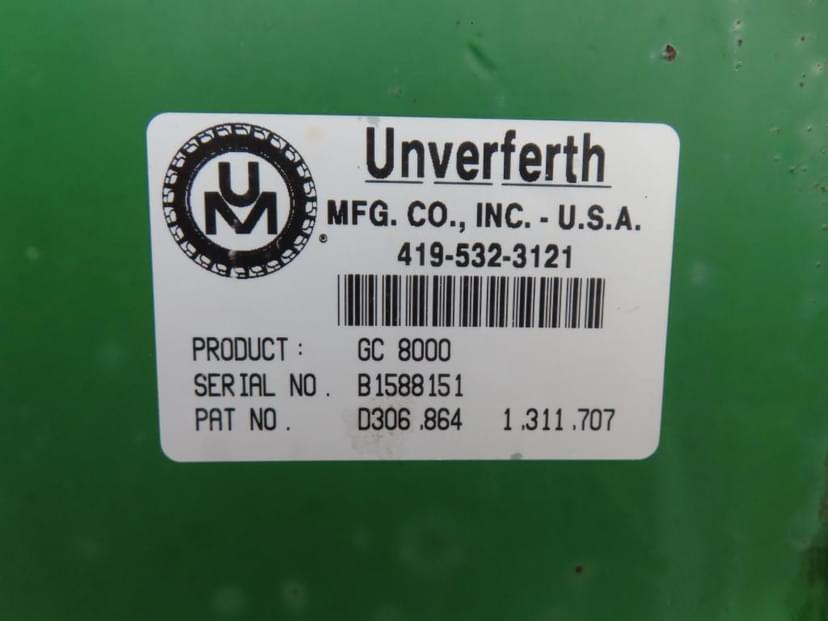 UM
®
Unverferth
MFG. CO., INC. - U.S.A.
419-532-3121
PRODUCT: GC 8000
SERIAL NO. B1588151
PAT NO. D306.864 1.311.707